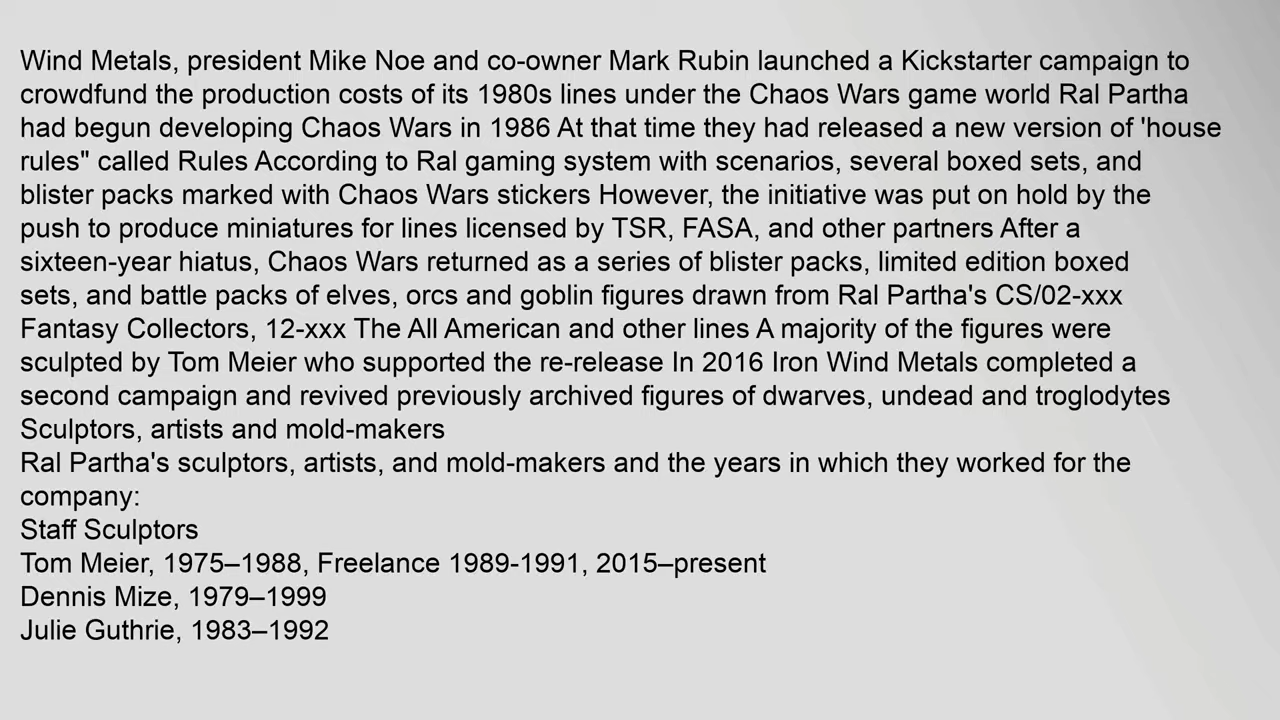 Wind Metals, president Mike Noe and co-owner Mark Rubin launched a Kickstarter campaign to
crowdfund the production costs of its 1980s lines under the Chaos Wars game world Ral Partha
had begun developing Chaos Wars in 1986 At that time they had released a new version of 'house
rules" called Rules According to Ral gaming system with scenarios, several boxed sets, and
blister packs marked with Chaos Wars stickers However, the initiative was put on hold by the
push to produce miniatures for lines licensed by TSR, FASA, and other partners After a
sixteen-year hiatus, Chaos Wars returned as a series of blister packs, limited edition boxed
sets, and battle packs of elves, orcs and goblin figures drawn from Ral Partha's CS/02-xxx
Fantasy Collectors, 12-xxx The All American and other lines A majority of the figures were
sculpted by Tom Meier who supported the re-release In 2016 Iron Wind Metals completed a
second campaign and revived previously archived figures of dwarves, undead and troglodytes
Sculptors, artists and mold-makers
Ral Partha's sculptors, artists, and mold-makers and the years in which they worked for the
company:
Staff Sculptors
Tom Meier, 1975–1988, Freelance 1989-1991, 2015–present
Dennis Mize, 1979–1999
Julie Guthrie, 1983–1992